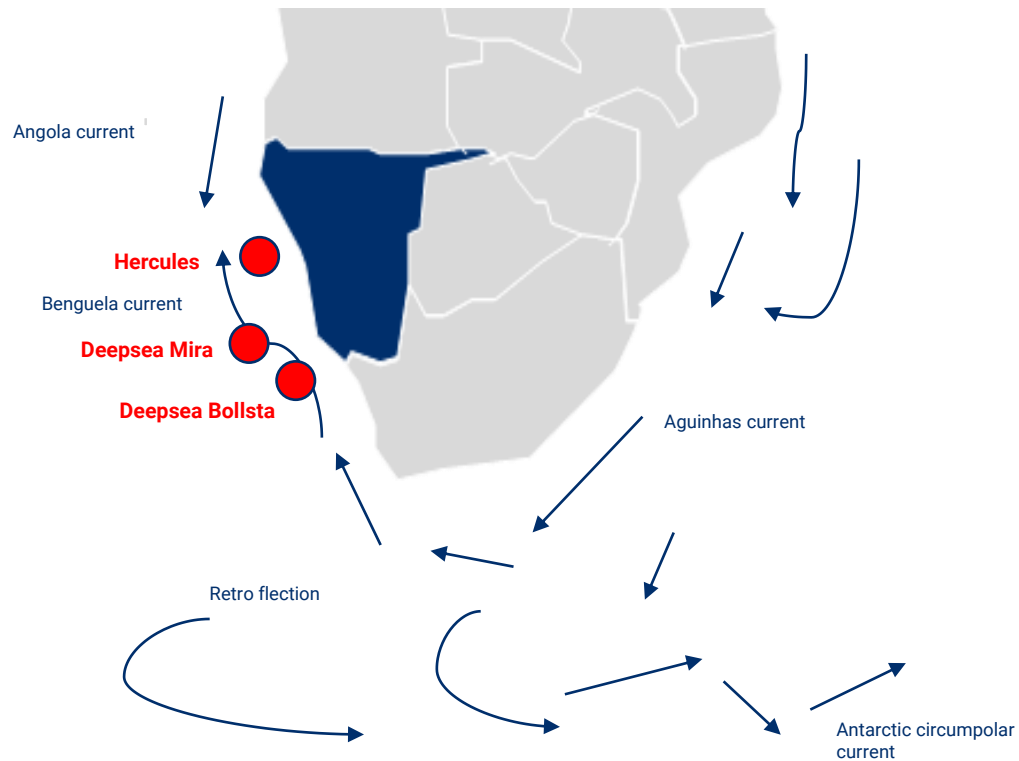 Angola current
Hercules
Benguela current
Deepsea Mira
Deepsea Bollsta
Aguinhas current
Retro flection
Antarctic circumpolar
current